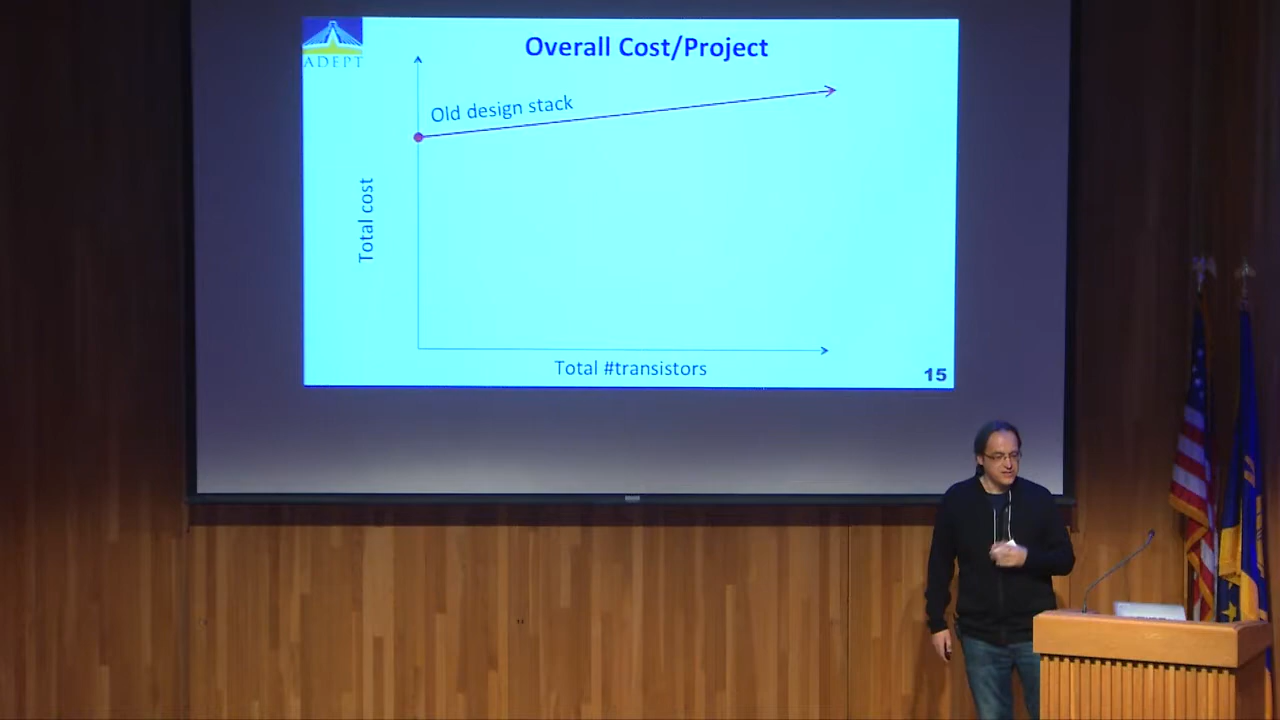 ADEPT
Overall Cost/Project
Old design stack
Total cost
Total #transistors
15